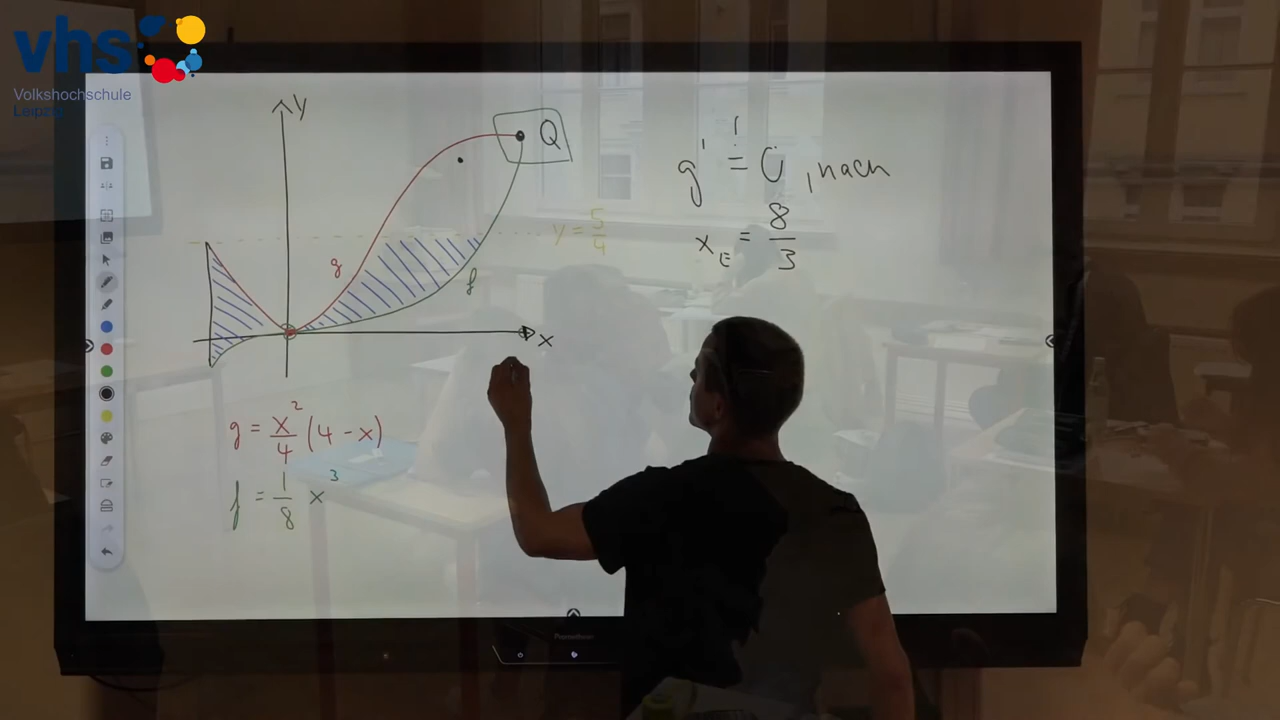 vhs
Volkshochschule
Leipzig
y
Q
g' = 0, nach
!
x_E = 8/3
y = 5/4
g
f
x
g = x²/4 (4 - x)
f = 1/8 x³